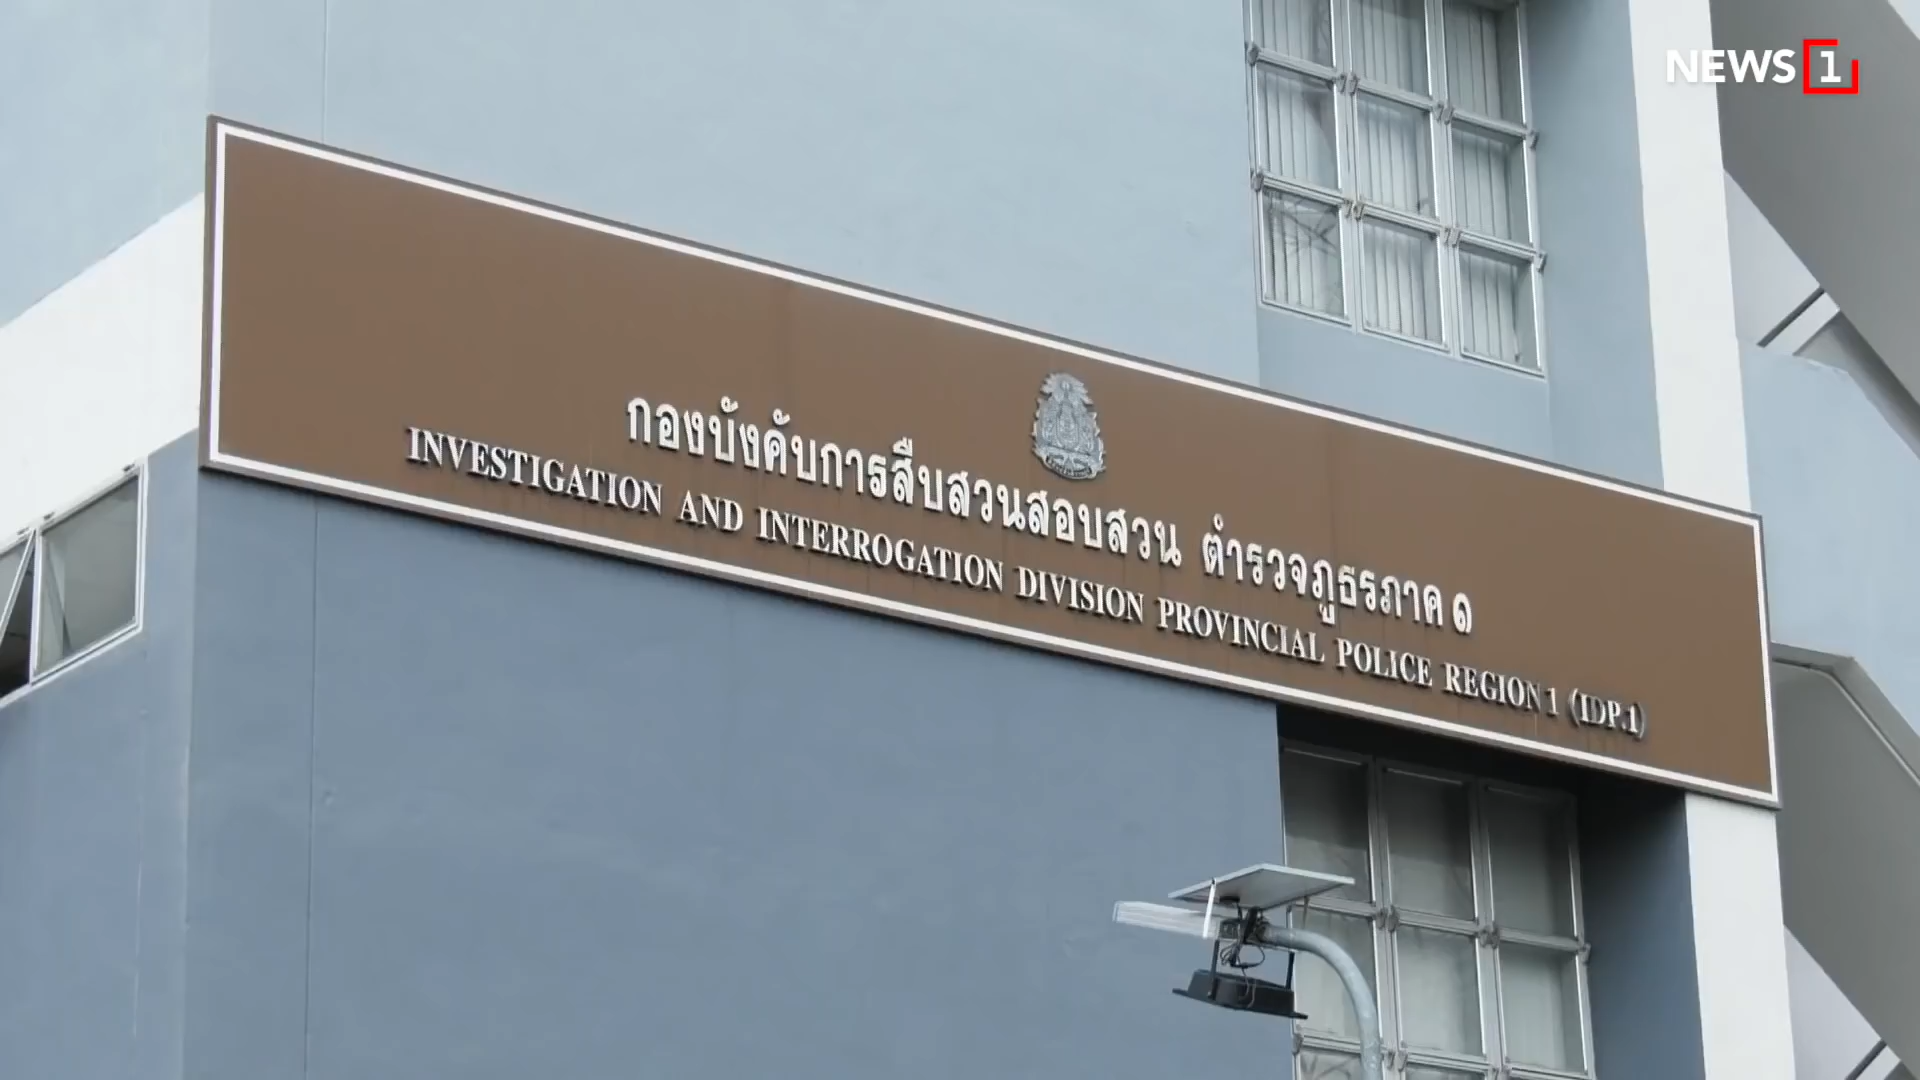 NEWS 1
กองบังคับการสืบสวนสอบสวน ตำรวจภูธรภาค ๑
INVESTIGATION AND INTERROGATION DIVISION PROVINCIAL POLICE REGION 1 (IDP.1)